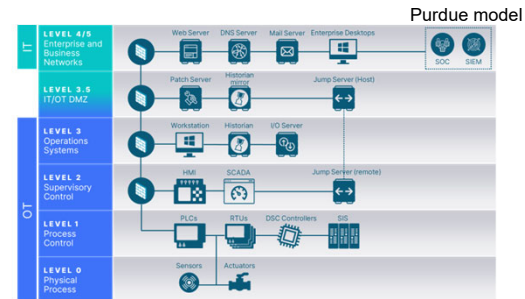 Purdue model
IT
LEVEL 4/5
Enterprise and
Business
Networks
Web Server
DNS Server
Mail Server
Enterprise Desktops
SOC
SIEM
LEVEL 3.5
IT/OT DMZ
Patch Server
Historian
mirror
Jump Server (Host)
OT
LEVEL 3
Operations
Systems
Workstation
Historian
I/O Server
LEVEL 2
Supervisory
Control
HMI
SCADA
Jump Server (remote)
LEVEL 1
Process
Control
PLCs
RTUs
DSC Controllers
SIS
LEVEL 0
Physical
Process
Sensors
Actuators